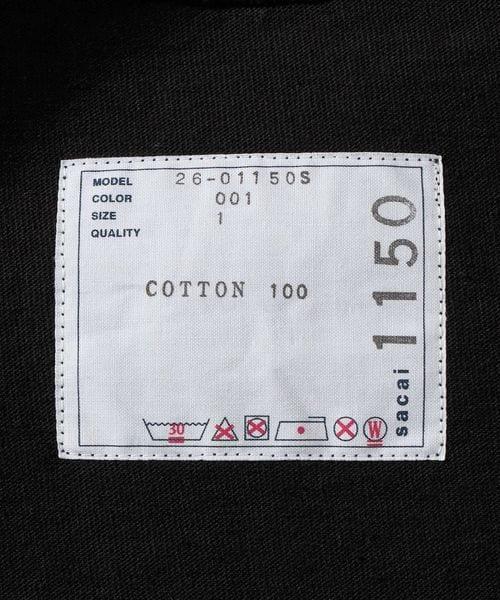 MODEL 26-01150S
COLOR 001
SIZE 1
QUALITY
COTTON 100
1150
sacai
30
W